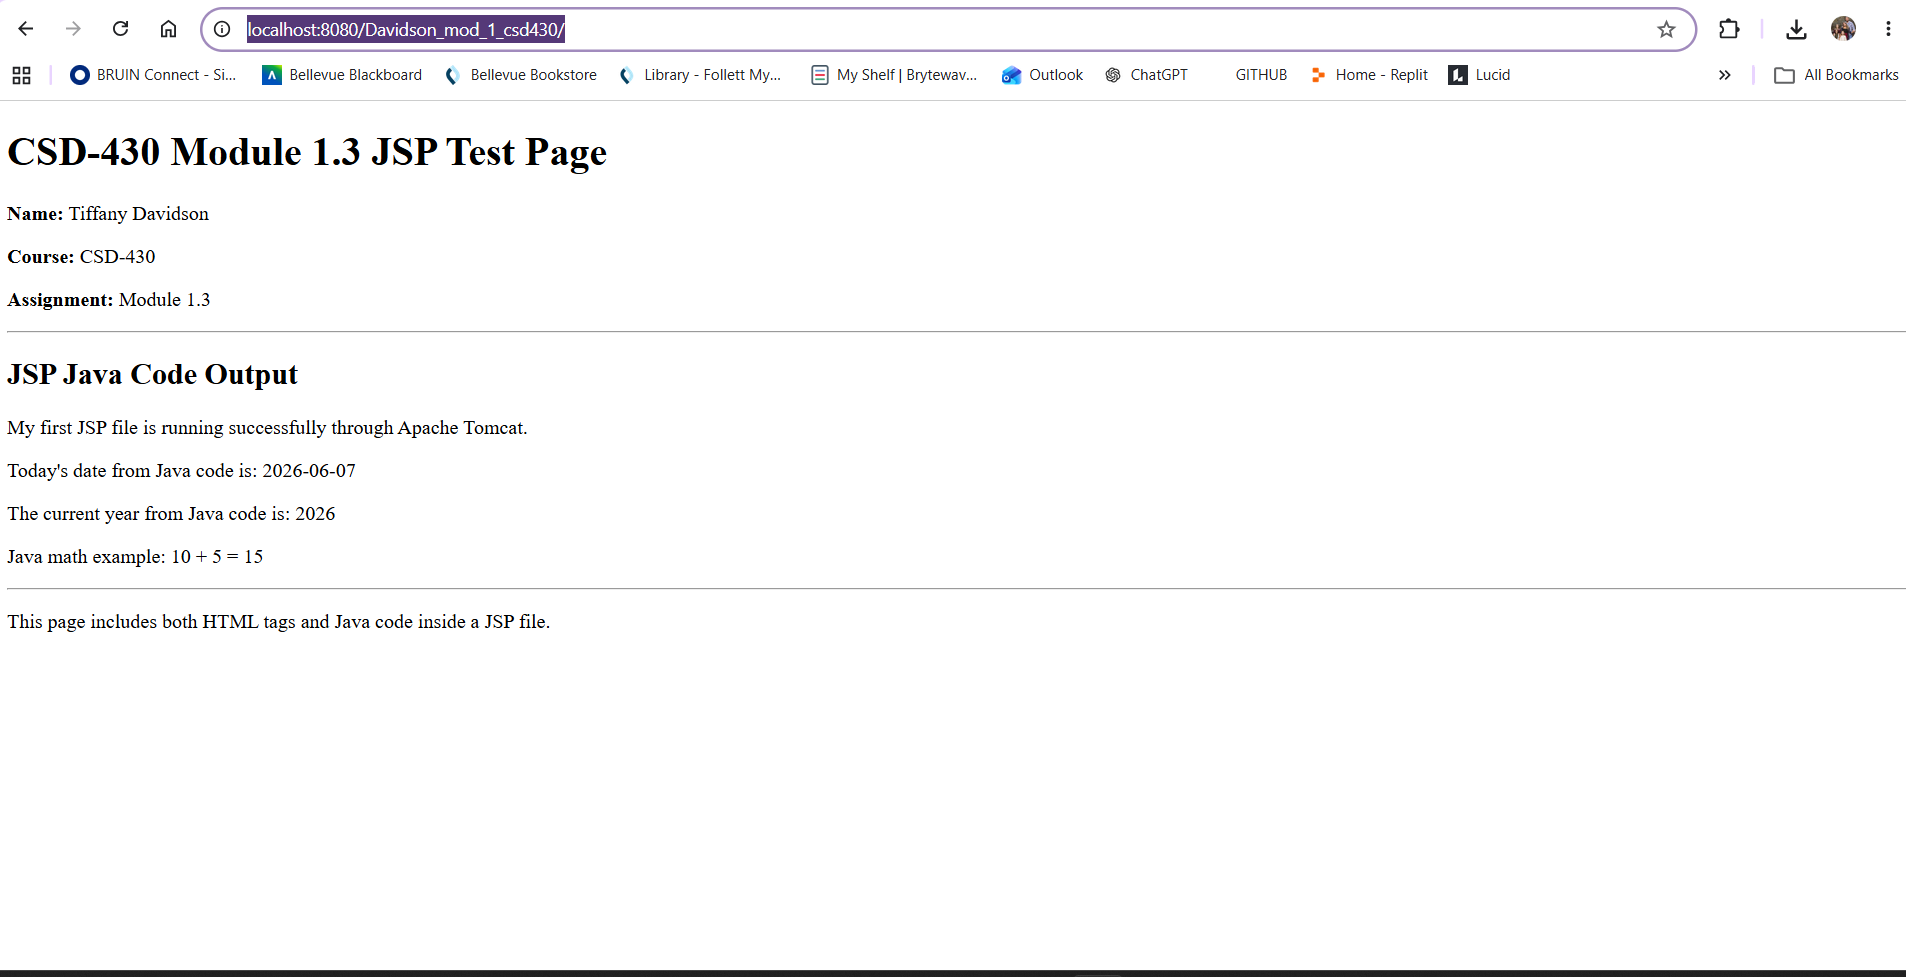 localhost:8080/Davidson_mod_1_csd430/
BRUIN Connect - Si...
Bellevue Blackboard
Bellevue Bookstore
Library - Follett My...
My Shelf | Brytewav...
Outlook
ChatGPT
GITHUB
Home - Replit
Lucid
All Bookmarks
CSD-430 Module 1.3 JSP Test Page
Name: Tiffany Davidson
Course: CSD-430
Assignment: Module 1.3
JSP Java Code Output
My first JSP file is running successfully through Apache Tomcat.
Today's date from Java code is: 2026-06-07
The current year from Java code is: 2026
Java math example: 10 + 5 = 15
This page includes both HTML tags and Java code inside a JSP file.